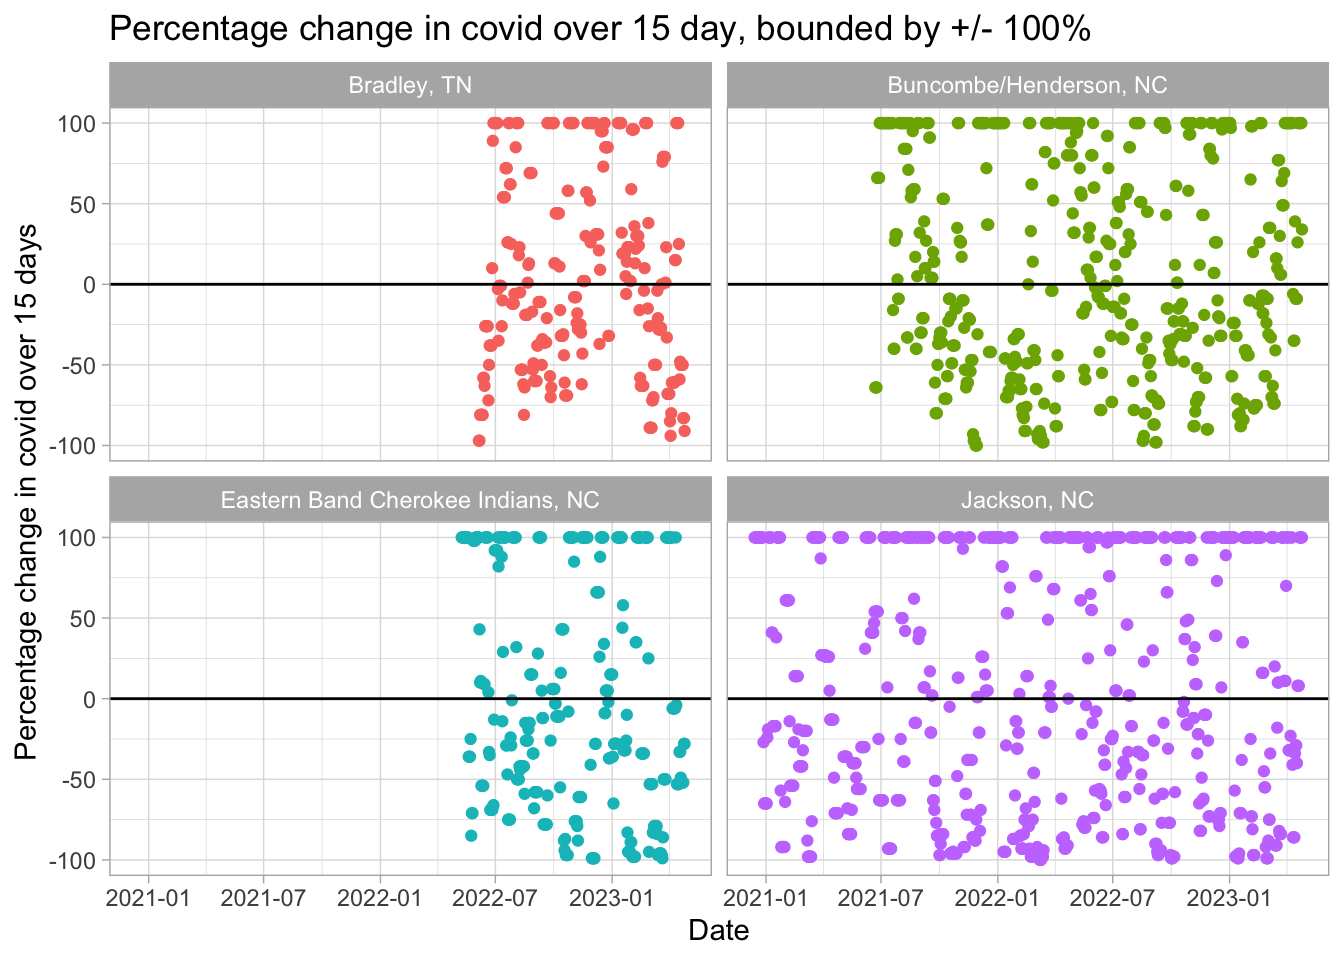 Percentage change in covid over 15 day, bounded by +/- 100%
Bradley, TN
Buncombe/Henderson, NC
100
50
0
-50
-100
Percentage change in covid over 15 days
Eastern Band Cherokee Indians, NC
Jackson, NC
100
50
0
-50
-100
2021-01 2021-07 2022-01 2022-07 2023-01
2021-01 2021-07 2022-01 2022-07 2023-01
Date